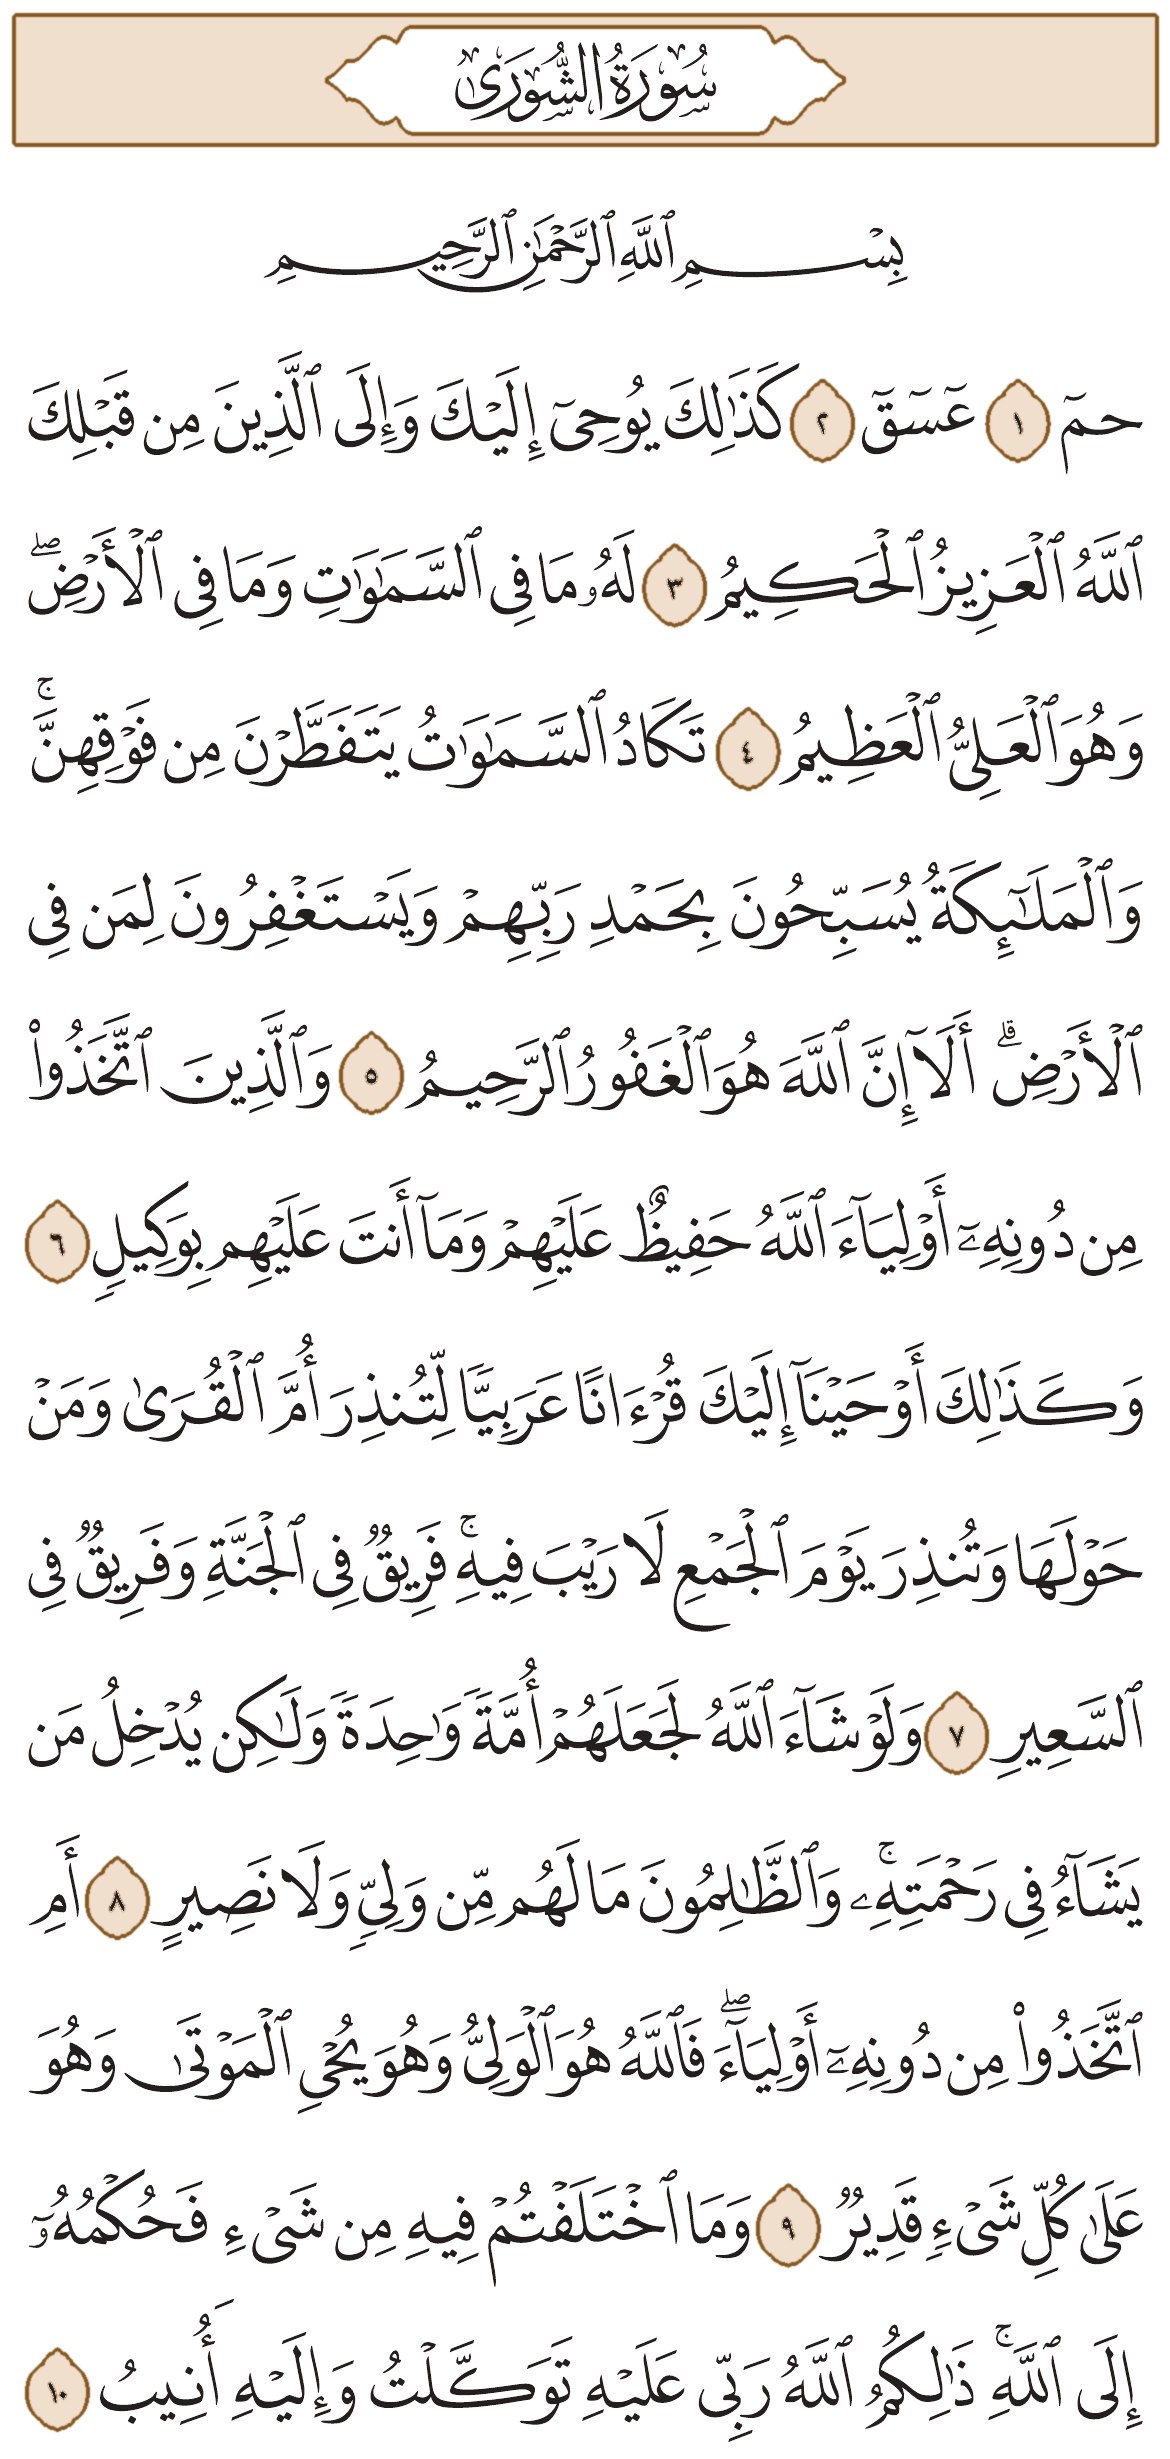 سُورَةُ الشُّورَىٰ
بِسْمِ ٱللَّهِ ٱلرَّحْمَٰنِ ٱلرَّحِيمِ
حمٓ ١ عٓسٓقٓ ٢ كَذَٰلِكَ يُوحِىٓ إِلَيْكَ وَإِلَى ٱلَّذِينَ مِن قَبْلِكَ
ٱللَّهُ ٱلْعَزِيزُ ٱلْحَكِيمُ ٣ لَهُۥ مَا فِى ٱلسَّمَٰوَٰتِ وَمَا فِى ٱلْأَرْضِۖ
وَهُوَ ٱلْعَلِىُّ ٱلْعَظِيمُ ٤ تَكَادُ ٱلسَّمَٰوَٰتُ يَتَفَطَّرْنَ مِن فَوْقِهِنَّۚ
وَٱلْمَلَٰٓئِكَةُ يُسَبِّحُونَ بِحَمْدِ رَبِّهِمْ وَيَسْتَغْفِرُونَ لِمَن فِى
ٱلْأَرْضِۗ أَلَآ إِنَّ ٱللَّهَ هُوَ ٱلْغَفُورُ ٱلرَّحِيمُ ٥ وَٱلَّذِينَ ٱتَّخَذُوا۟
مِن دُونِهِۦٓ أَوْلِيَآءَ ٱللَّهُ حَفِيظٌ عَلَيْهِمْ وَمَآ أَنتَ عَلَيْهِم بِوَكِيلٍ ٦
وَكَذَٰلِكَ أَوْحَيْنَآ إِلَيْكَ قُرْءَانًا عَرَبِيًّا لِّتُنذِرَ أُمَّ ٱلْقُرَىٰ وَمَنْ
حَوْلَهَا وَتُنذِرَ يَوْمَ ٱلْجَمْعِ لَا رَيْبَ فِيهِۚ فَرِيقٌ فِى ٱلْجَنَّةِ وَفَرِيقٌ فِى
ٱلسَّعِيرِ ٧ وَلَوْ شَآءَ ٱللَّهُ لَجَعَلَهُمْ أُمَّةً وَٰحِدَةً وَلَٰكِن يُدْخِلُ مَن
يَشَآءُ فِى رَحْمَتِهِۦۚ وَٱلظَّٰلِمُونَ مَا لَهُم مِّن وَلِىٍّ وَلَا نَصِيرٍ ٨ أَمِ
ٱتَّخَذُوا۟ مِن دُونِهِۦٓ أَوْلِيَآءَۖ فَٱللَّهُ هُوَ ٱلْوَلِىُّ وَهُوَ يُحْىِ ٱلْمَوْتَىٰ وَهُوَ
عَلَىٰ كُلِّ شَىْءٍ قَدِيرٌ ٩ وَمَا ٱخْتَلَفْتُمْ فِيهِ مِن شَىْءٍ فَحُكْمُهُۥٓ
إِلَى ٱللَّهِۚ ذَٰلِكُمُ ٱللَّهُ رَبِّى عَلَيْهِ تَوَكَّلْتُ وَإِلَيْهِ أُنِيبُ ١٠